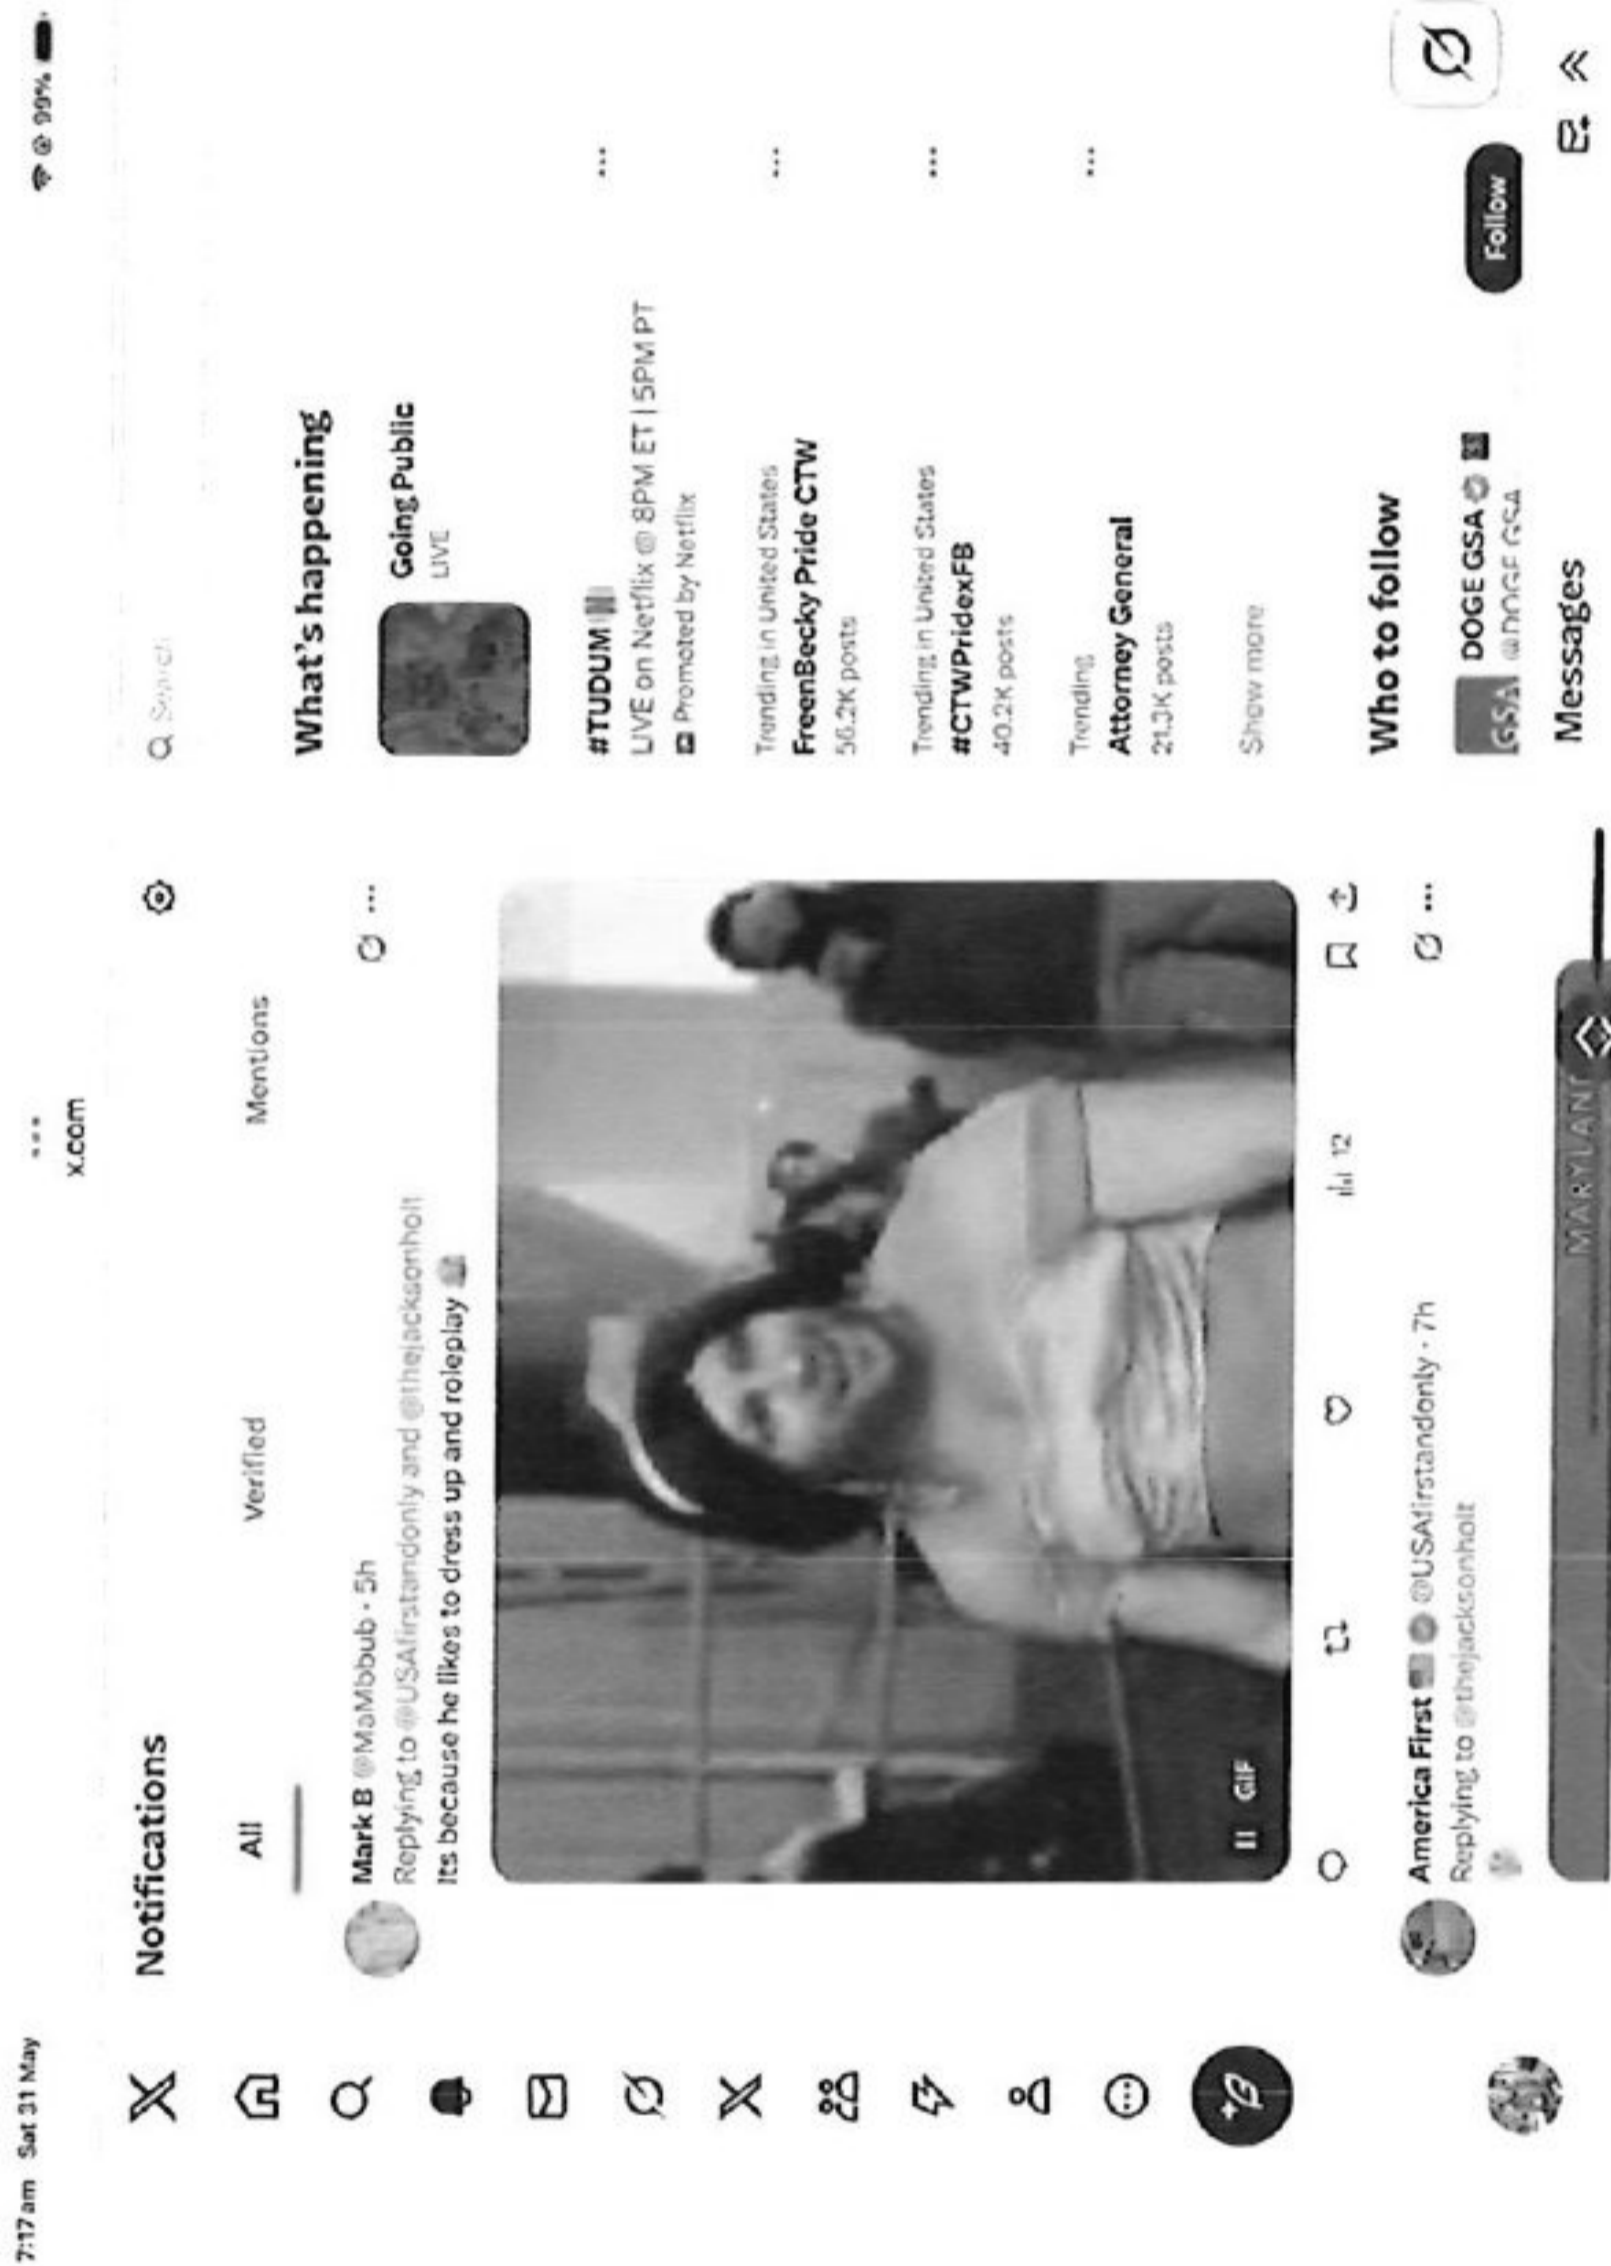 7:17 am Sat 31 May
99%
x.com
Notifications
All
Verified
Mentions
Mark B @MaMbbub · 5h
Replying to @USAfirstandonly and @thejacksonholt
Its because he likes to dress up and roleplay
GIF
12
America First @USAfirstandonly · 7h
Replying to @thejacksonholt
MARYLAN
Search
What's happening
Going Public
LIVE
#TUDUM
LIVE on Netflix @ 8PM ET | 5PM PT
Promoted by Netflix
Trending in United States
FreenBecky Pride CTW
56.2K posts
Trending in United States
#CTWPridexFB
40.2K posts
Trending
Attorney General
21.3K posts
Show more
Who to follow
GSA
DOGE GSA
@DOGE GSA
Follow
Messages